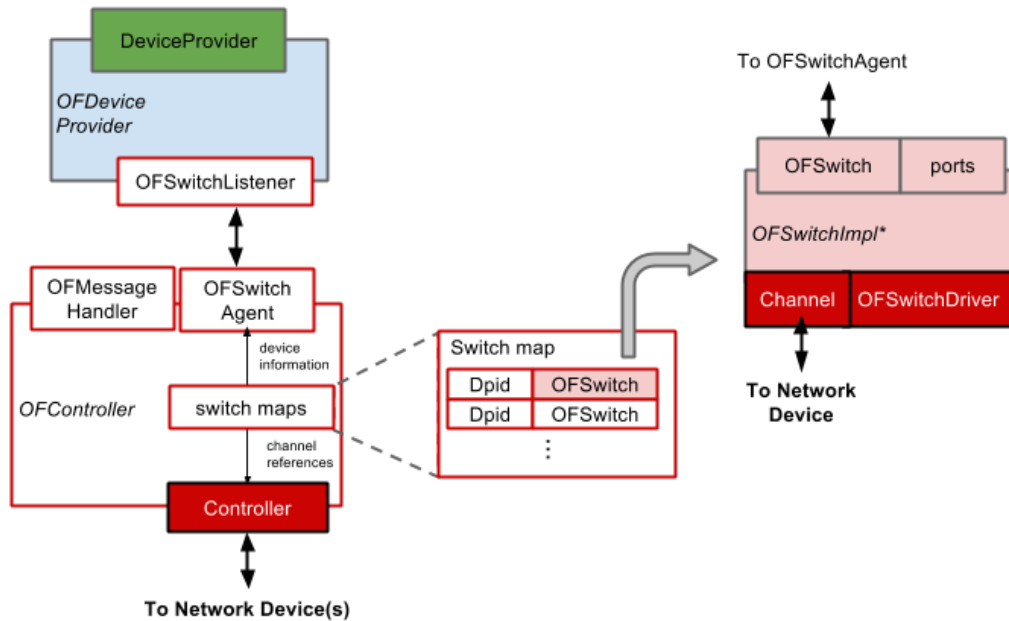 DeviceProvider
OFDevice
Provider
OFSwitchListener
OFMessage
Handler
OFSwitch
Agent
device
information
OFController
switch maps
channel
references
Controller
To Network Device(s)
Switch map
Dpid OFSwitch
Dpid OFSwitch
⋮
To OFSwitchAgent
OFSwitch ports
OFSwitchImpl*
Channel OFSwitchDriver
To Network
Device